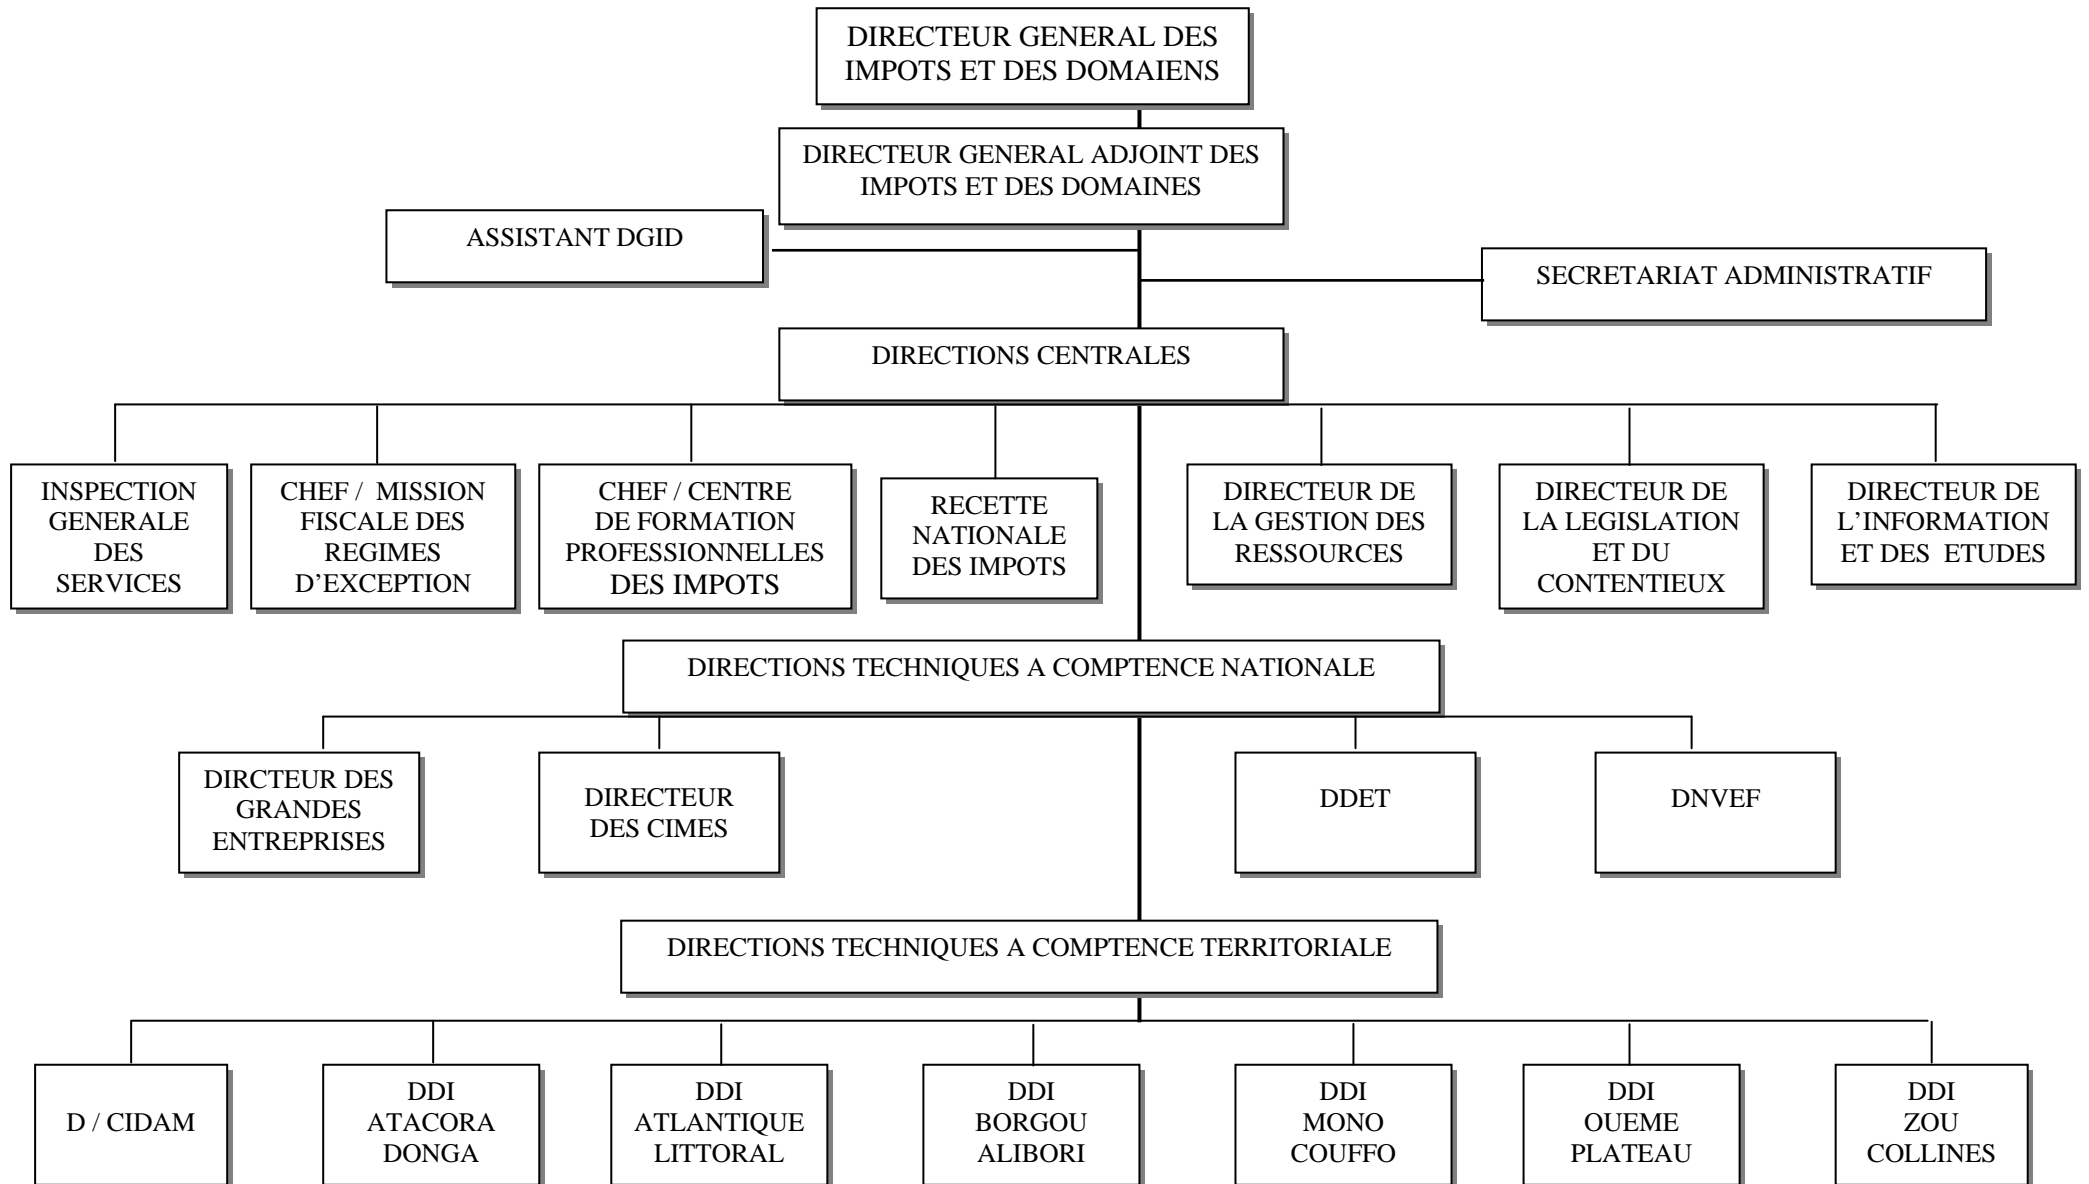 DIRECTEUR GENERAL DES
IMPOTS ET DES DOMAIENS
DIRECTEUR GENERAL ADJOINT DES
IMPOTS ET DES DOMAINES
ASSISTANT DGID
SECRETARIAT ADMINISTRATIF
DIRECTIONS CENTRALES
INSPECTION
GENERALE
DES
SERVICES
CHEF / MISSION
FISCALE DES
REGIMES
D’EXCEPTION
CHEF / CENTRE
DE FORMATION
PROFESSIONNELLES
DES IMPOTS
RECETTE
NATIONALE
DES IMPOTS
DIRECTEUR DE
LA GESTION DES
RESSOURCES
DIRECTEUR DE
LA LEGISLATION
ET DU
CONTENTIEUX
DIRECTEUR DE
L’INFORMATION
ET DES ETUDES
DIRECTIONS TECHNIQUES A COMPTENCE NATIONALE
DIRCTEUR DES
GRANDES
ENTREPRISES
DIRECTEUR
DES CIMES
DDET
DNVEF
DIRECTIONS TECHNIQUES A COMPTENCE TERRITORIALE
D / CIDAM
DDI
ATACORA
DONGA
DDI
ATLANTIQUE
LITTORAL
DDI
BORGOU
ALIBORI
DDI
MONO
COUFFO
DDI
OUEME
PLATEAU
DDI
ZOU
COLLINES